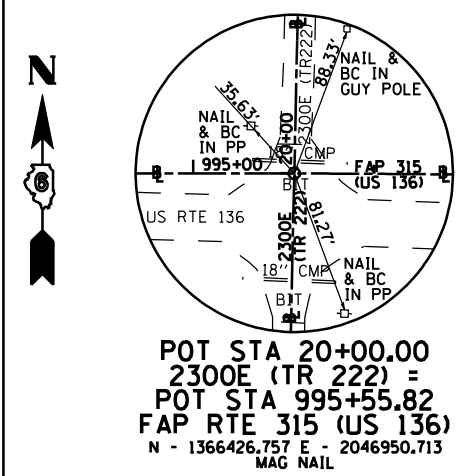 N
6
88.33'
2300E (TR222)
NAIL &
BC IN
GUY POLE
35.63'
NAIL
& BC
IN PP
20+00
18" CMP
995+00
FAP 315
(US 136)
BIT
US RTE 136
2300E
(TR 222)
81.27'
18" CMP
NAIL
& BC
IN PP
BIT
POT STA 20+00.00
2300E (TR 222) =
POT STA 995+55.82
FAP RTE 315 (US 136)
N - 1366426.757 E - 2046950.713
MAG NAIL